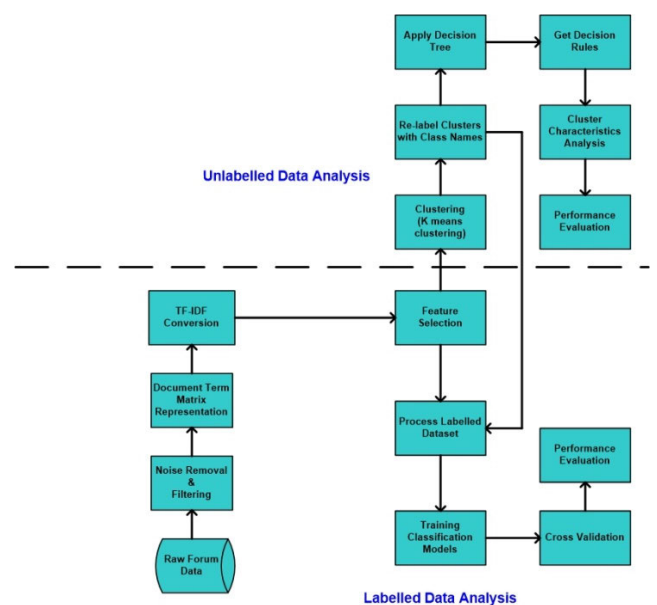 Apply Decision
Tree
Get Decision
Rules
Re-label Clusters
with Class Names
Cluster
Characteristics
Analysis
Unlabelled Data Analysis
Clustering
(K means
clustering)
Performance
Evaluation
TF-IDF
Conversion
Feature
Selection
Document Term
Matrix
Representation
Process Labelled
Dataset
Performance
Evaluation
Noise Removal
&
Filtering
Training
Classification
Models
Cross Validation
Raw Forum
Data
Labelled Data Analysis